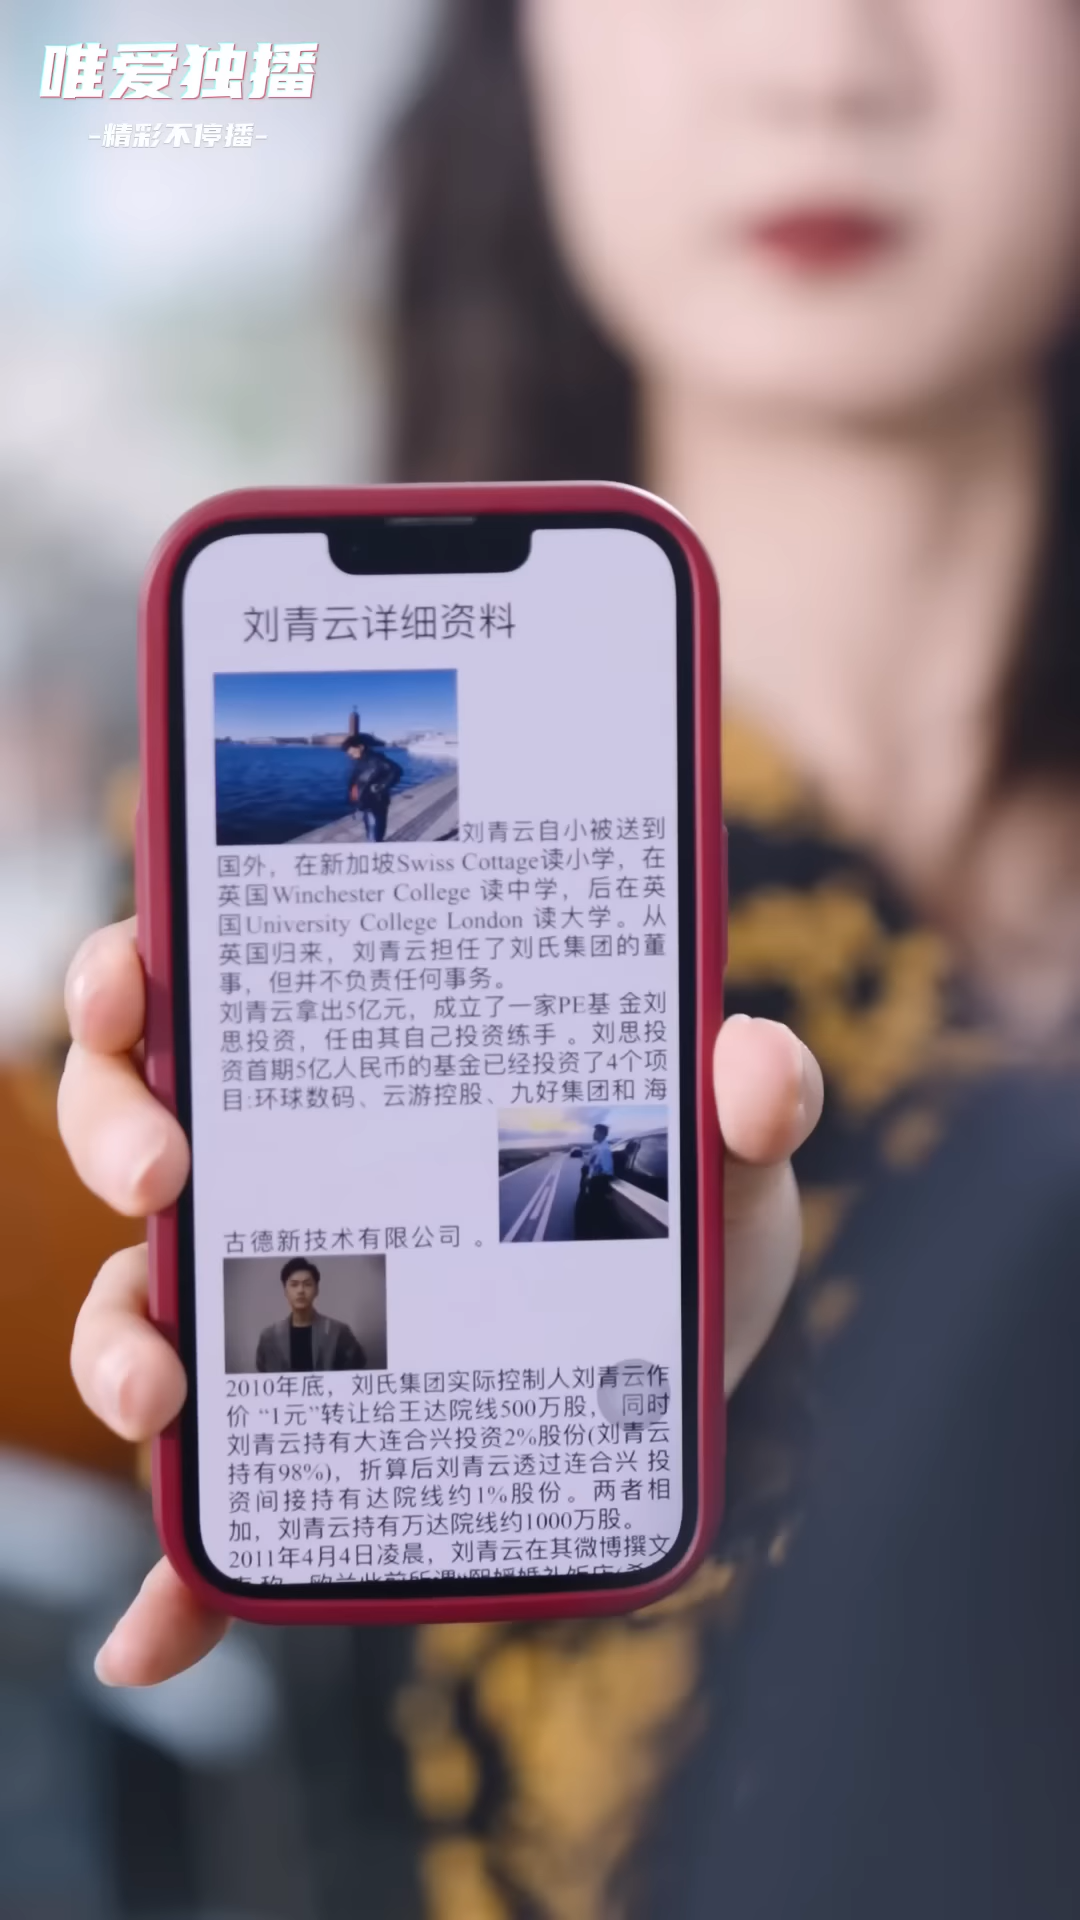 唯爱独播
-精彩不停播-
刘青云详细资料
刘青云自小被送到
国外，在新加坡Swiss Cottage读小学，在
英国Winchester College 读中学，后在英
国University College London 读大学。从
英国归来，刘青云担任了刘氏集团的董
事，但并不负责任何事务。
刘青云拿出5亿元，成立了一家PE基 金刘
思投资，任由其自己投资练手 。刘思投
资首期5亿人民币的基金已经投资了4个项
目:环球数码、云游控股、九好集团和 海
古德新技术有限公司 。
2010年底，刘氏集团实际控制人刘青云作
价 “1元”转让给王达院线500万股， 同时
刘青云持有大连合兴投资2%股份(刘青云
持有98%)，折算后刘青云透过连合兴 投
资间接持有达院线约1%股份。两者相
加，刘青云持有万达院线约1000万股。
2011年4月4日凌晨，刘青云在其微博撰文